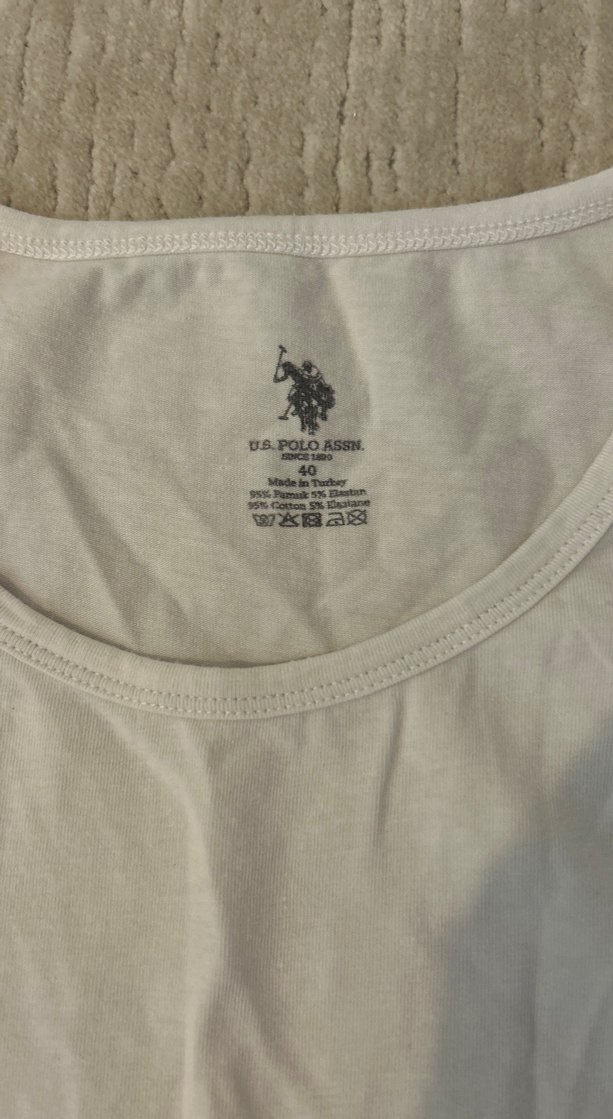 U.S. POLO ASSN.
SINCE 1890
40
Made in Turkey
95% Pamuk 5% Elastan
95% Cotton 5% Elastane